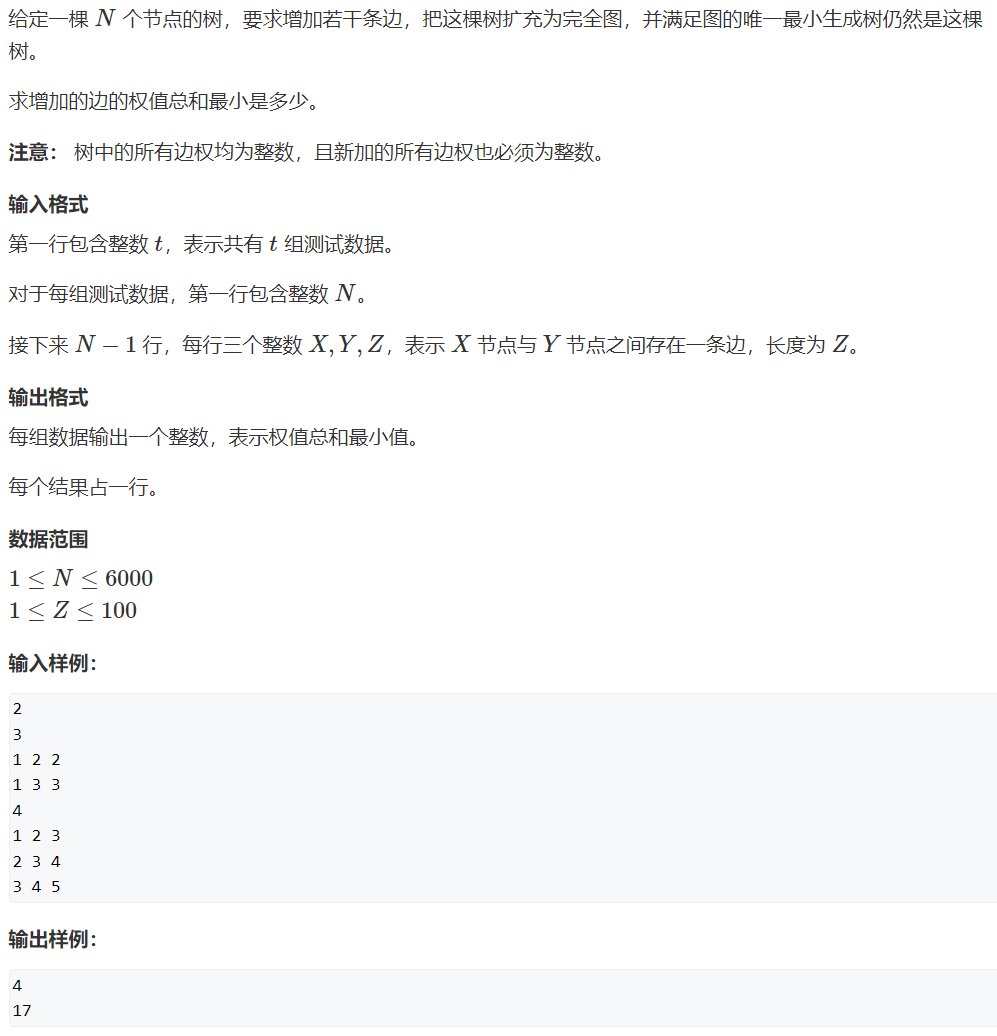 给定一棵 N 个节点的树，要求增加若干条边，把这棵树扩充为完全图，并满足图的唯一最小生成树仍然是这棵
树。
求增加的边的权值总和最小是多少。
注意： 树中的所有边权均为整数，且新加的所有边权也必须为整数。
输入格式
第一行包含整数 t，表示共有 t 组测试数据。
对于每组测试数据，第一行包含整数 N。
接下来 N − 1 行，每行三个整数 X, Y, Z，表示 X 节点与 Y 节点之间存在一条边，长度为 Z。
输出格式
每组数据输出一个整数，表示权值总和最小值。
每个结果占一行。
数据范围
1 ≤ N ≤ 6000
1 ≤ Z ≤ 100
输入样例：
2
3
1 2 2
1 3 3
4
1 2 3
2 3 4
3 4 5
输出样例：
4
17